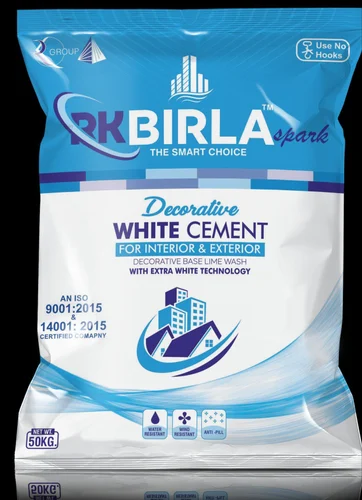 GROUP
Use No
Hooks
RKBIRLA™ spark
THE SMART CHOICE
Decorative
WHITE CEMENT
FOR INTERIOR & EXTERIOR
DECORATIVE BASE LIME WASH
WITH EXTRA WHITE TECHNOLOGY
AN ISO
9001:2015
&
14001: 2015
CERTIFIED CUMAPNY
WATER
RESISTANT
WIND
RESISTANT
ANTI -PILL
NET WT.
50KG.